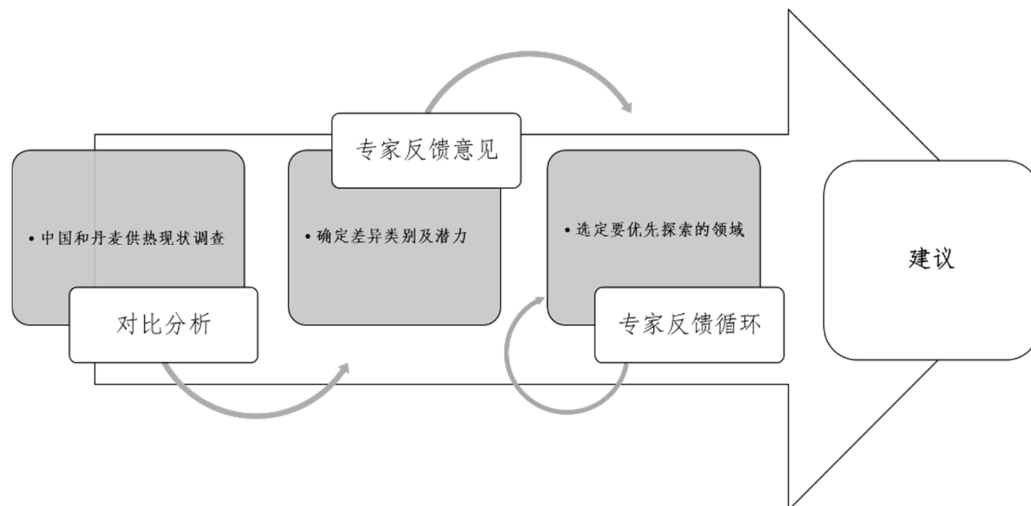 • 中国和丹麦供热现状调查
对比分析
专家反馈意见
• 确定差异类别及潜力
• 选定要优先探索的领域
专家反馈循环
建议